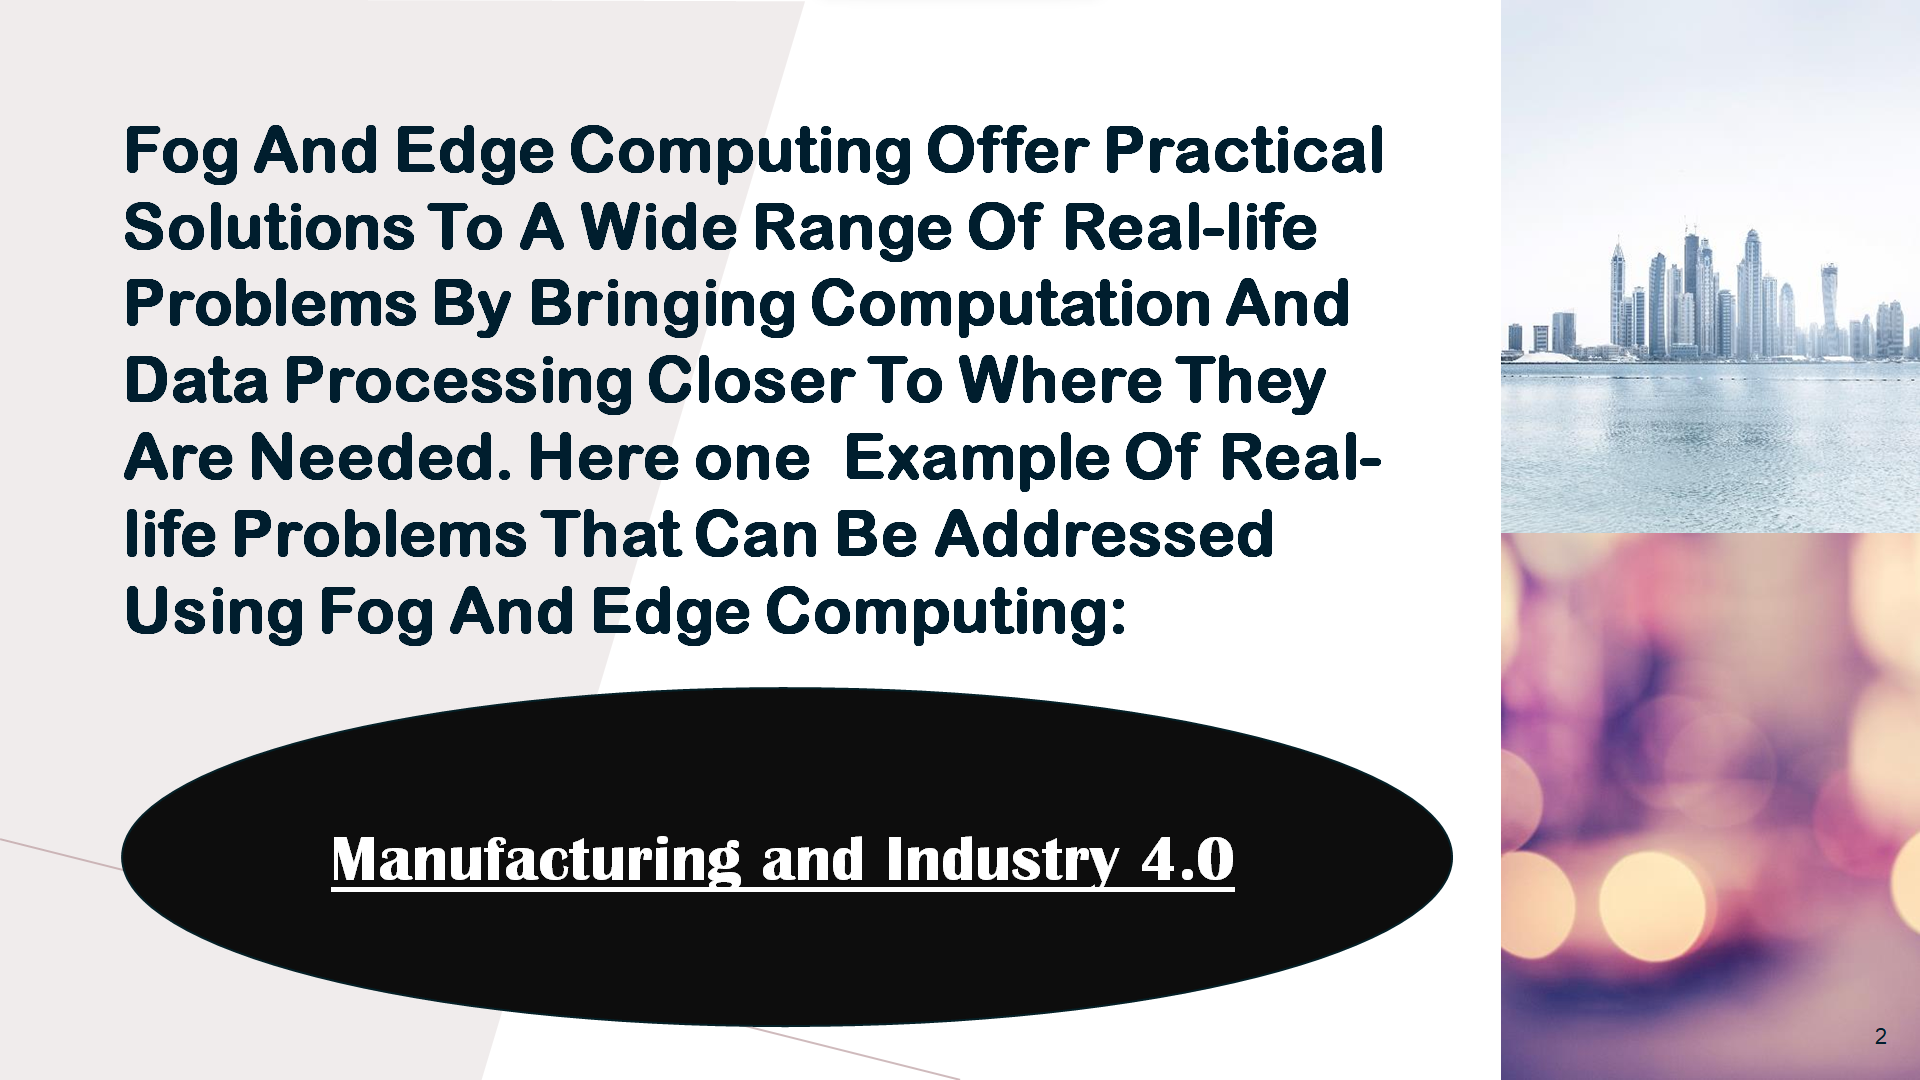 Fog And Edge Computing Offer Practical
Solutions To A Wide Range Of Real-life
Problems By Bringing Computation And
Data Processing Closer To Where They
Are Needed. Here one  Example Of Real-
life Problems That Can Be Addressed
Using Fog And Edge Computing:
Manufacturing and Industry 4.0
2